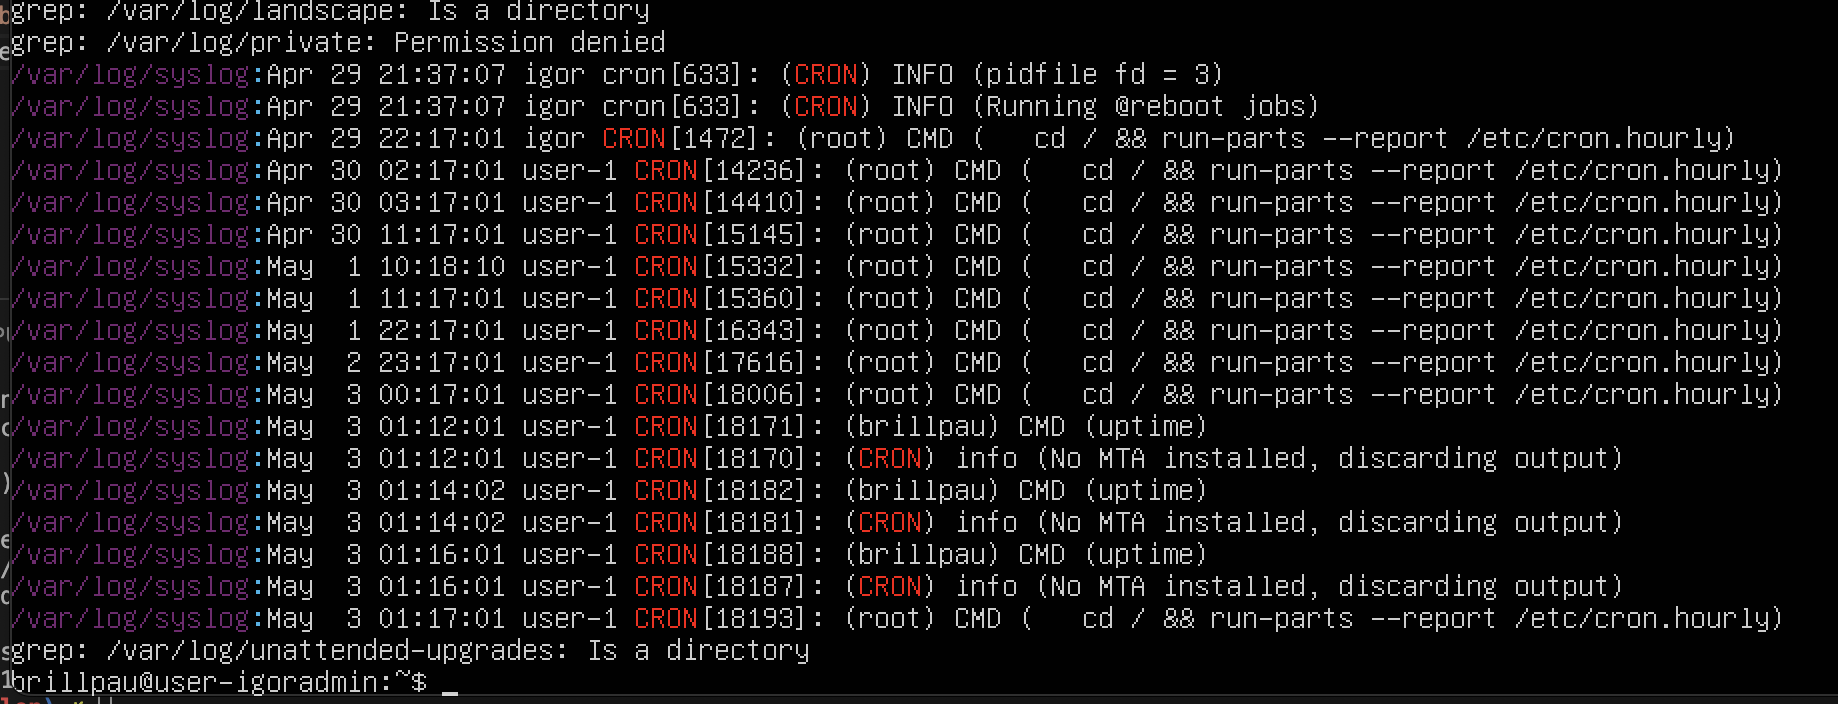 grep: /var/log/landscape: Is a directory
grep: /var/log/private: Permission denied
/var/log/syslog:Apr 29 21:37:07 igor cron[633]: (CRON) INFO (pidfile fd = 3)
/var/log/syslog:Apr 29 21:37:07 igor cron[633]: (CRON) INFO (Running @reboot jobs)
/var/log/syslog:Apr 29 22:17:01 igor CRON[1472]: (root) CMD (   cd / && run-parts --report /etc/cron.hourly)
/var/log/syslog:Apr 30 02:17:01 user-1 CRON[14236]: (root) CMD (   cd / && run-parts --report /etc/cron.hourly)
/var/log/syslog:Apr 30 03:17:01 user-1 CRON[14410]: (root) CMD (   cd / && run-parts --report /etc/cron.hourly)
/var/log/syslog:Apr 30 11:17:01 user-1 CRON[15145]: (root) CMD (   cd / && run-parts --report /etc/cron.hourly)
/var/log/syslog:May  1 10:18:10 user-1 CRON[15332]: (root) CMD (   cd / && run-parts --report /etc/cron.hourly)
/var/log/syslog:May  1 11:17:01 user-1 CRON[15360]: (root) CMD (   cd / && run-parts --report /etc/cron.hourly)
/var/log/syslog:May  1 22:17:01 user-1 CRON[16343]: (root) CMD (   cd / && run-parts --report /etc/cron.hourly)
/var/log/syslog:May  2 23:17:01 user-1 CRON[17616]: (root) CMD (   cd / && run-parts --report /etc/cron.hourly)
/var/log/syslog:May  3 00:17:01 user-1 CRON[18006]: (root) CMD (   cd / && run-parts --report /etc/cron.hourly)
/var/log/syslog:May  3 01:12:01 user-1 CRON[18171]: (brillpau) CMD (uptime)
/var/log/syslog:May  3 01:12:01 user-1 CRON[18170]: (CRON) info (No MTA installed, discarding output)
/var/log/syslog:May  3 01:14:02 user-1 CRON[18182]: (brillpau) CMD (uptime)
/var/log/syslog:May  3 01:14:02 user-1 CRON[18181]: (CRON) info (No MTA installed, discarding output)
/var/log/syslog:May  3 01:16:01 user-1 CRON[18188]: (brillpau) CMD (uptime)
/var/log/syslog:May  3 01:16:01 user-1 CRON[18187]: (CRON) info (No MTA installed, discarding output)
/var/log/syslog:May  3 01:17:01 user-1 CRON[18193]: (root) CMD (   cd / && run-parts --report /etc/cron.hourly)
grep: /var/log/unattended-upgrades: Is a directory
brillpau@user-igoradmin:~$ _